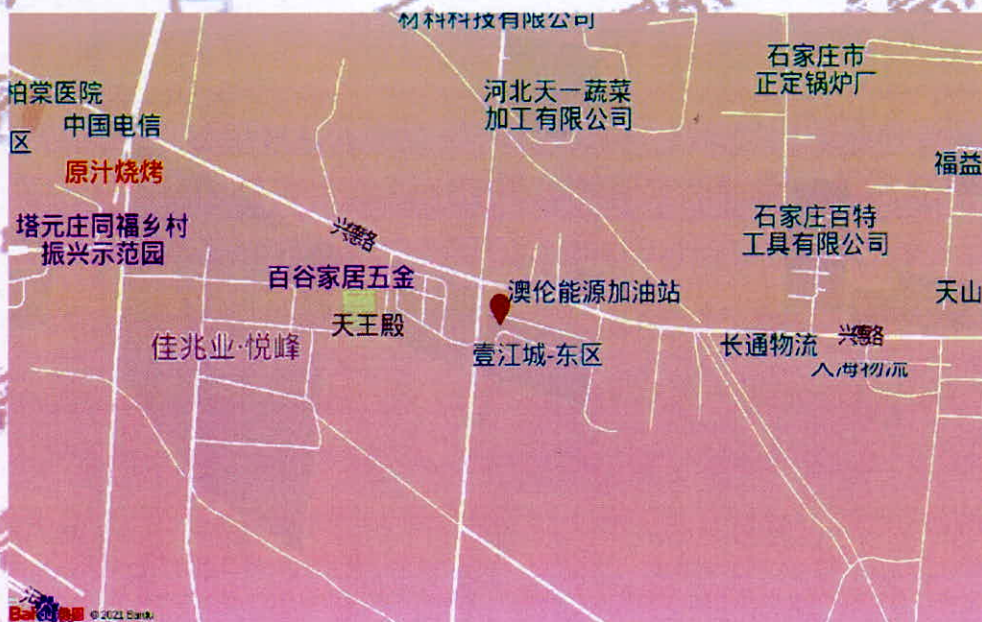 材料科技有限公司
石家庄市
正定锅炉厂
柏棠医院
河北天一蔬菜
加工有限公司
中国电信
区
原汁烧烤
福益
塔元庄同福乡村
振兴示范园
石家庄百特
工具有限公司
兴德路
百谷家居五金
澳伦能源加油站
天山
天王殿
佳兆业·悦峰
壹江城-东区
长通物流
兴德路
大海物流
Bai 地图
© 2021 Baidu